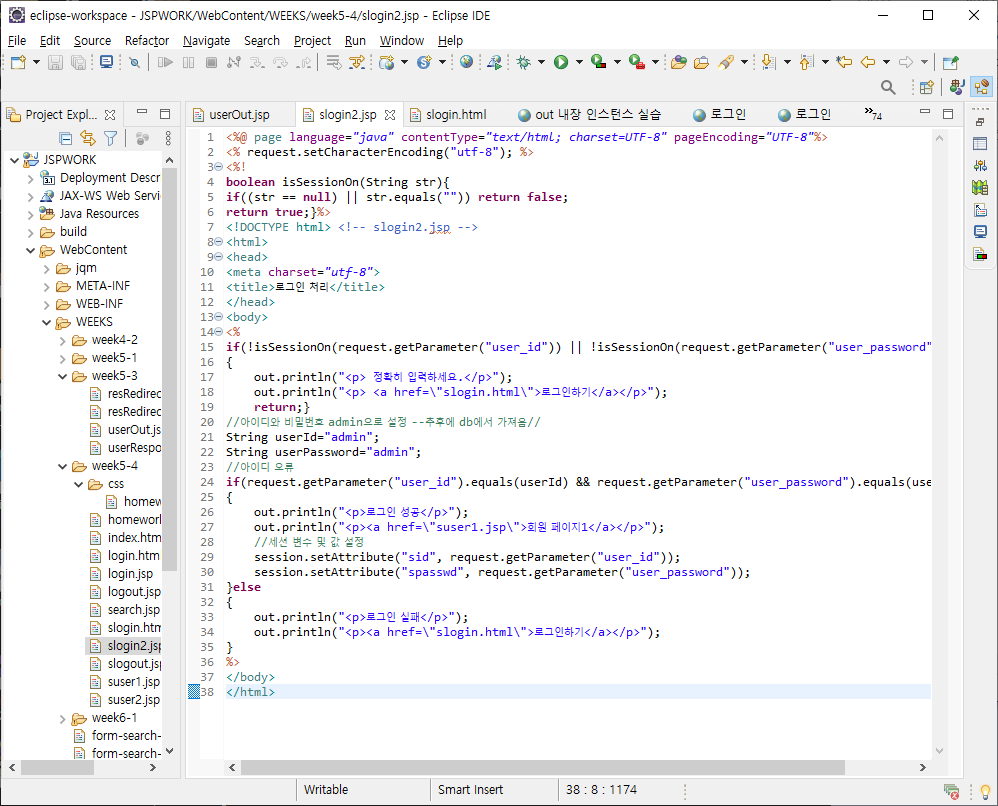 eclipse-workspace - JSPWORK/WebContent/WEEKS/week5-4/slogin2.jsp - Eclipse IDE
File Edit Source Refactor Navigate Search Project Run Window Help
Project Expl...
userOut.jsp slogin2.jsp slogin.html out 내장 인스턴스 실습 로그인 로그인 »74
JSPWORK
Deployment Descr
JAX-WS Web Servi
Java Resources
build
WebContent
jqm
META-INF
WEB-INF
WEEKS
week4-2
week5-1
week5-3
resRedirec
resRedirec
userOut.js
userRespo
week5-4
css
homew
homework
index.htm
login.htm
login.jsp
logout.jsp
search.jsp
slogin.htm
slogin2.jsp
slogout.jsp
suser1.jsp
suser2.jsp
week6-1
form-search-
form-search-
1 <%@ page language="java" contentType="text/html; charset=UTF-8" pageEncoding="UTF-8"%>
2 <% request.setCharacterEncoding("utf-8"); %>
3 <%!
4 boolean isSessionOn(String str){
5 if((str == null) || str.equals("")) return false;
6 return true;}%>
7 <!DOCTYPE html> <!-- slogin2.jsp -->
8 <html>
9 <head>
10 <meta charset="utf-8">
11 <title>로그인 처리</title>
12 </head>
13 <body>
14 <%
15 if(!isSessionOn(request.getParameter("user_id")) || !isSessionOn(request.getParameter("user_password"
16 {
17     out.println("<p> 정확히 입력하세요.</p>");
18     out.println("<p> <a href=\"slogin.html\">로그인하기</a></p>");
19     return;}
20 //아이디와 비밀번호 admin으로 설정 --추후에 db에서 가져옴//
21 String userId="admin";
22 String userPassword="admin";
23 //아이디 오류
24 if(request.getParameter("user_id").equals(userId) && request.getParameter("user_password").equals(use
25 {
26     out.println("<p>로그인 성공</p>");
27     out.println("<p><a href=\"suser1.jsp\">회원 페이지1</a></p>");
28     //세션 변수 및 값 설정
29     session.setAttribute("sid", request.getParameter("user_id"));
30     session.setAttribute("spasswd", request.getParameter("user_password"));
31 }else
32 {
33     out.println("<p>로그인 실패</p>");
34     out.println("<p><a href=\"slogin.html\">로그인하기</a></p>");
35 }
36 %>
37 </body>
38 </html>
Writable Smart Insert 38 : 8 : 1174